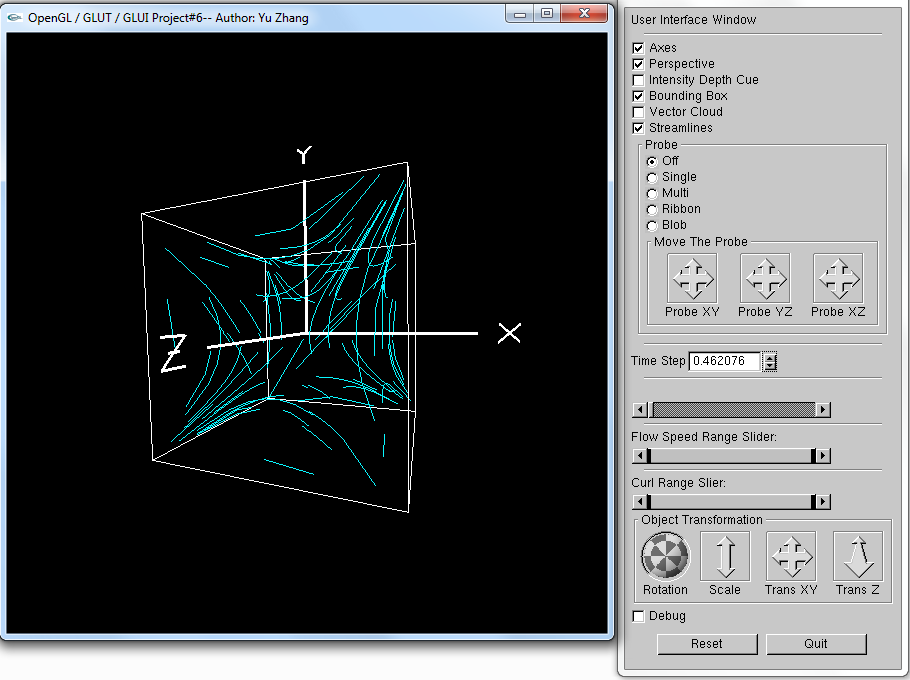 OpenGL / GLUT / GLUI Project#6-- Author: Yu Zhang
Y
X
Z
User Interface Window
Axes
Perspective
Intensity Depth Cue
Bounding Box
Vector Cloud
Streamlines
Probe
Off
Single
Multi
Ribbon
Blob
Move The Probe
Probe XY Probe YZ Probe XZ
Time Step 0.462076
Flow Speed Range Slider:
Curl Range Slier:
Object Transformation
Rotation Scale Trans XY Trans Z
Debug
Reset Quit